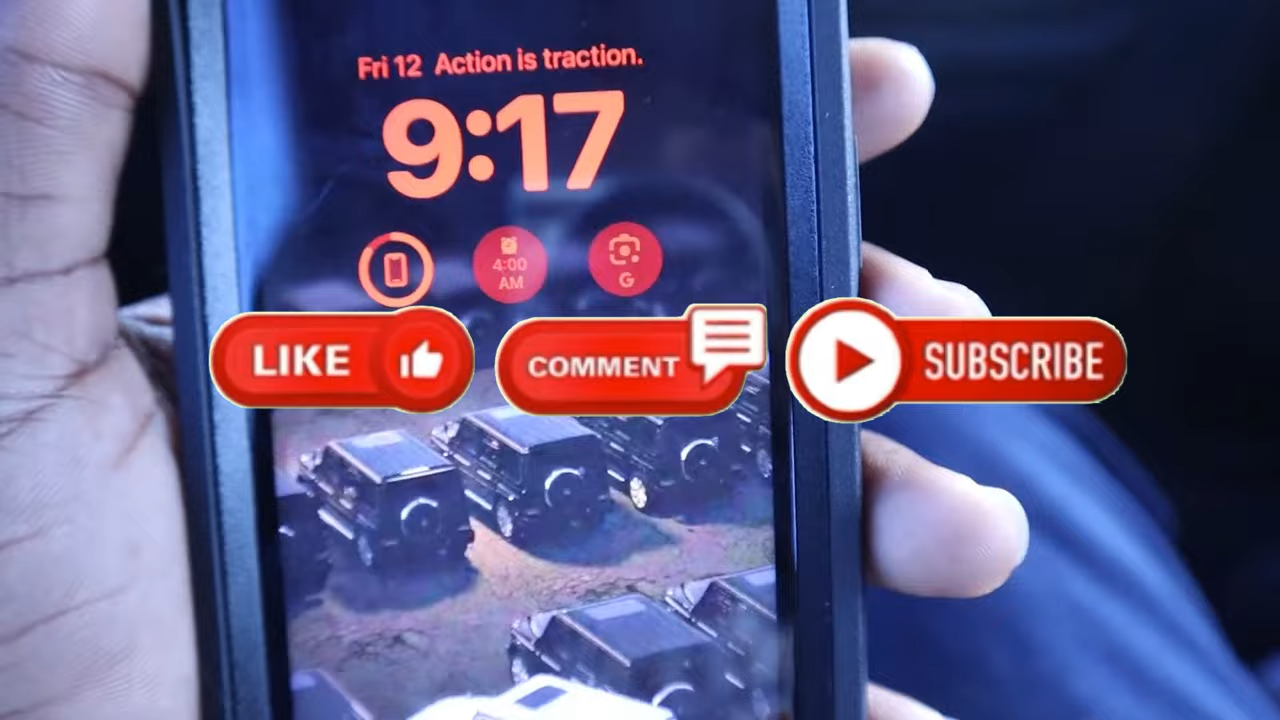 Fri 12 Action is traction.
9:17
4:00
AM
G
LIKE
COMMENT
SUBSCRIBE